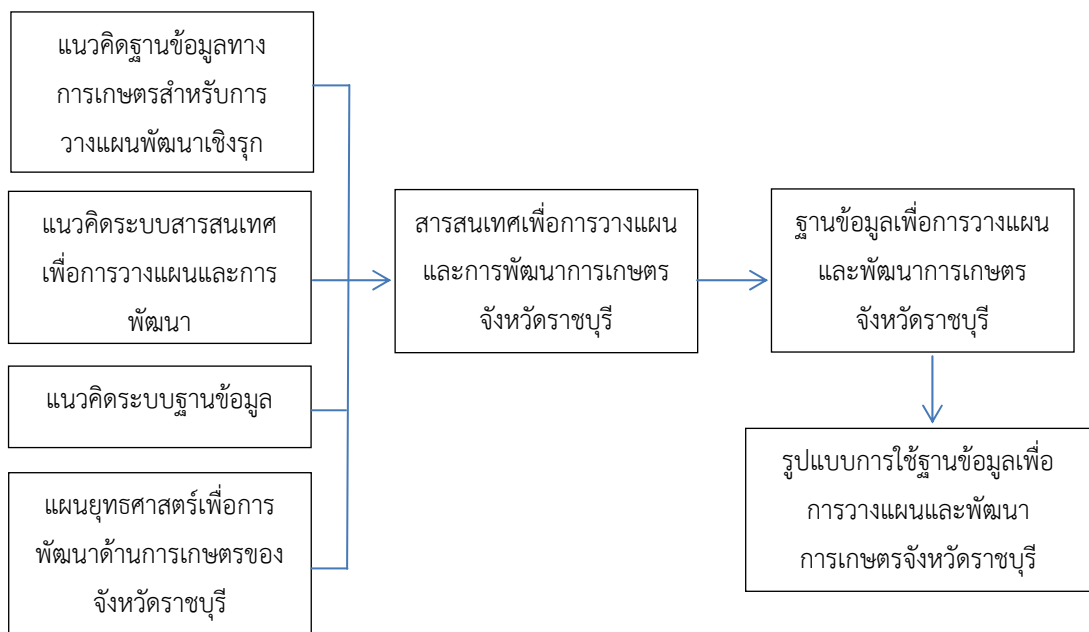 แนวคิดฐานข้อมูลทาง
การเกษตรสำหรับการ
วางแผนพัฒนาเชิงรุก
แนวคิดระบบสารสนเทศ
เพื่อการวางแผนและการ
พัฒนา
แนวคิดระบบฐานข้อมูล
แผนยุทธศาสตร์เพื่อการ
พัฒนาด้านการเกษตรของ
จังหวัดราชบุรี
สารสนเทศเพื่อการวางแผน
และการพัฒนาการเกษตร
จังหวัดราชบุรี
ฐานข้อมูลเพื่อการวางแผน
และพัฒนาการเกษตร
จังหวัดราชบุรี
รูปแบบการใช้ฐานข้อมูลเพื่อ
การวางแผนและพัฒนา
การเกษตรจังหวัดราชบุรี